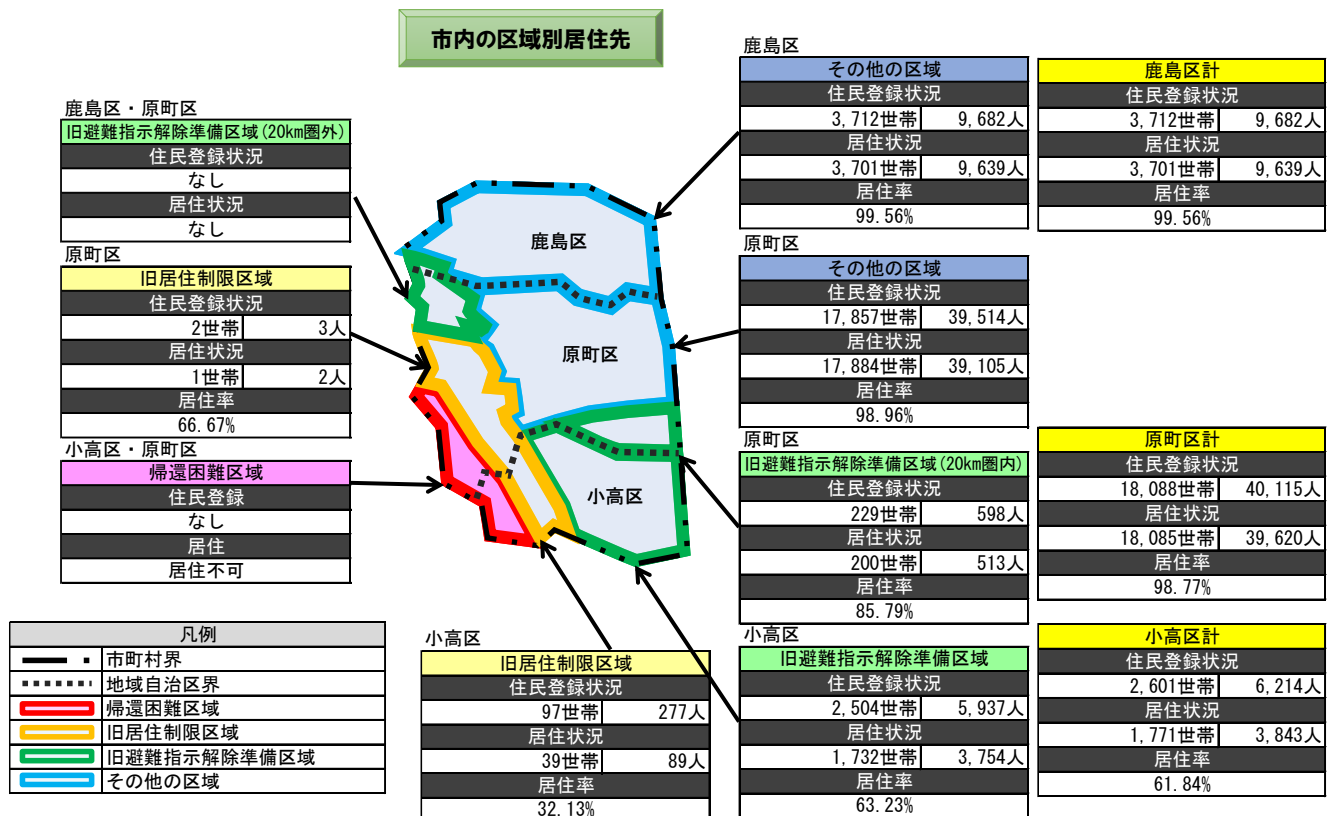 市内の区域別居住先
鹿島区・原町区
旧避難指示解除準備区域(20km圏外)
住民登録状況
なし
居住状況
なし
原町区
旧居住制限区域
住民登録状況
2世帯 3人
居住状況
1世帯 2人
居住率
66.67%
小高区・原町区
帰還困難区域
住民登録
なし
居住
居住不可
鹿島区
原町区
小高区
鹿島区
その他の区域
住民登録状況
3,712世帯 9,682人
居住状況
3,701世帯 9,639人
居住率
99.56%
鹿島区計
住民登録状況
3,712世帯 9,682人
居住状況
3,701世帯 9,639人
居住率
99.56%
原町区
その他の区域
住民登録状況
17,857世帯 39,514人
居住状況
17,884世帯 39,105人
居住率
98.96%
原町区
旧避難指示解除準備区域(20km圏内)
住民登録状況
229世帯 598人
居住状況
200世帯 513人
居住率
85.79%
原町区計
住民登録状況
18,088世帯 40,115人
居住状況
18,085世帯 39,620人
居住率
98.77%
小高区
旧居住制限区域
住民登録状況
97世帯 277人
居住状況
39世帯 89人
居住率
32.13%
小高区
旧避難指示解除準備区域
住民登録状況
2,504世帯 5,937人
居住状況
1,732世帯 3,754人
居住率
63.23%
小高区計
住民登録状況
2,601世帯 6,214人
居住状況
1,771世帯 3,843人
居住率
61.84%
凡例
市町村界
地域自治区界
帰還困難区域
旧居住制限区域
旧避難指示解除準備区域
その他の区域